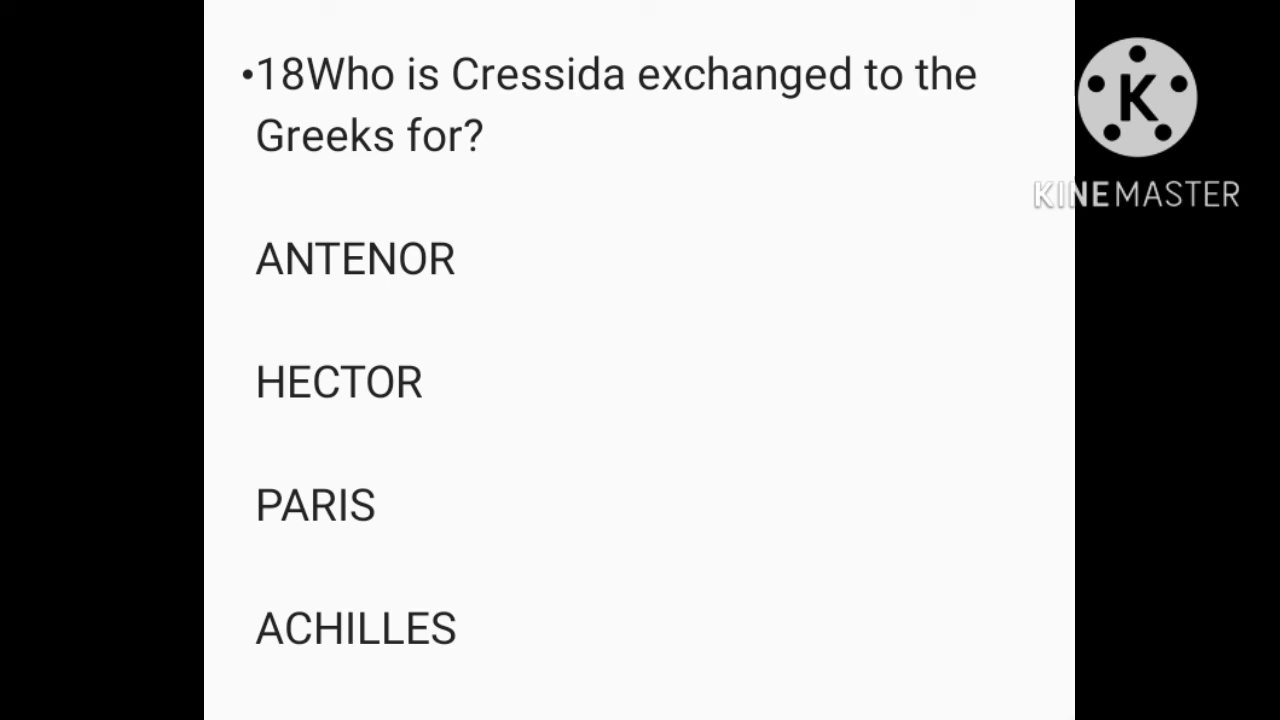 •18Who is Cressida exchanged to the
Greeks for?
ANTENOR
HECTOR
PARIS
ACHILLES
K
KINEMASTER